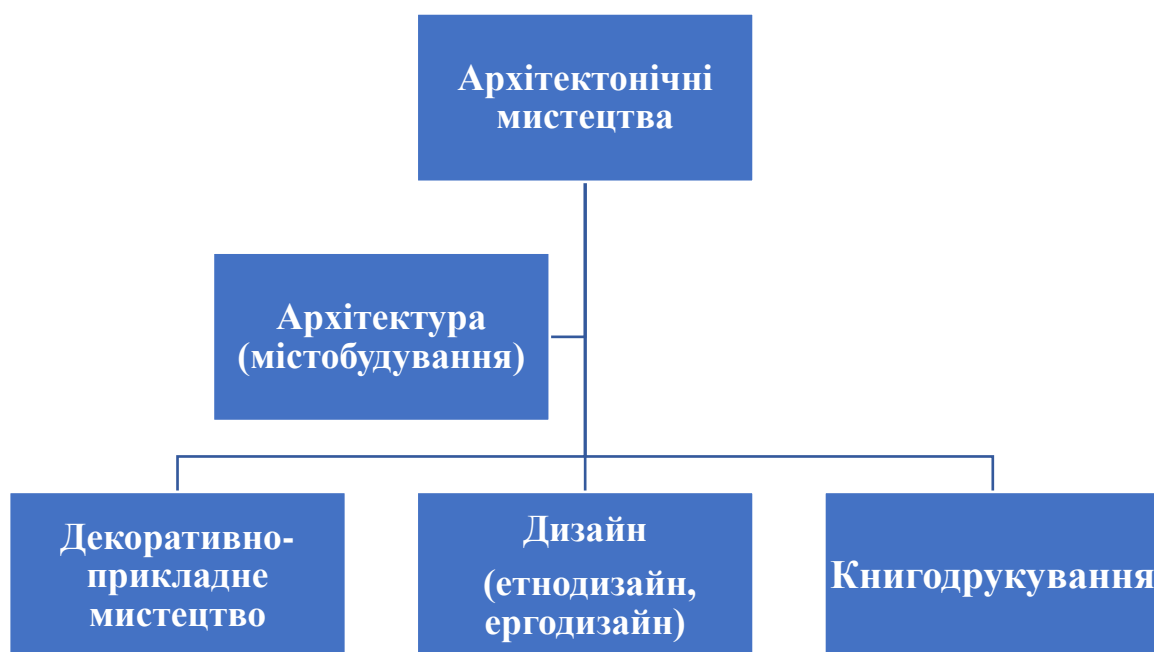 Архітектонічні
мистецтва
Архітектура
(містобудування)
Декоративно-
прикладне
мистецтво
Дизайн
(етнодизайн,
ергодизайн)
Книгодрукування